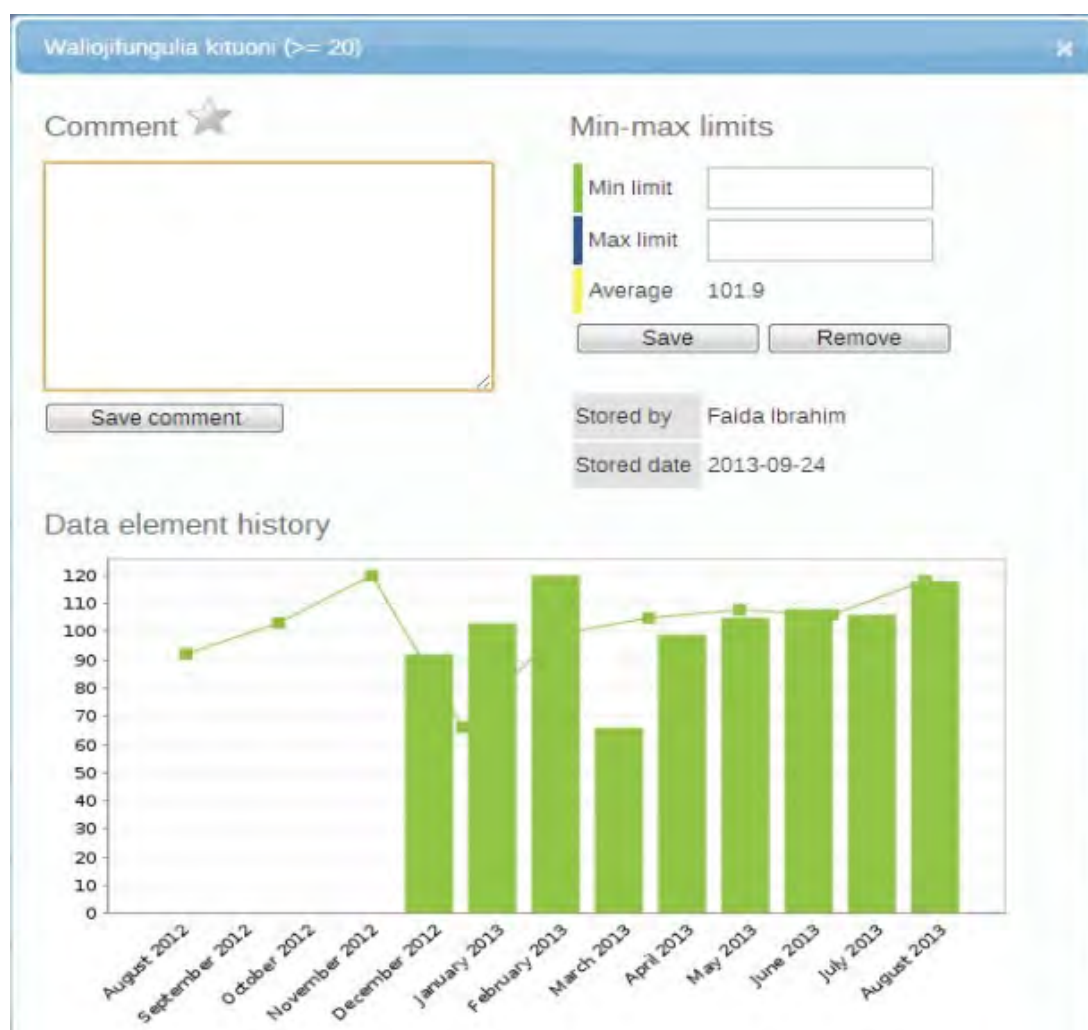 Waliojifungulia kituoni (>= 20)
Comment
Min-max limits
Min limit
Max limit
Average 101.9
Save Remove
Save comment
Stored by Faida Ibrahim
Stored date 2013-09-24
Data element history
120
110
100
90
80
70
60
50
40
30
20
10
0
August 2012
September 2012
October 2012
November 2012
December 2012
January 2013
February 2013
March 2013
April 2013
May 2013
June 2013
July 2013
August 2013